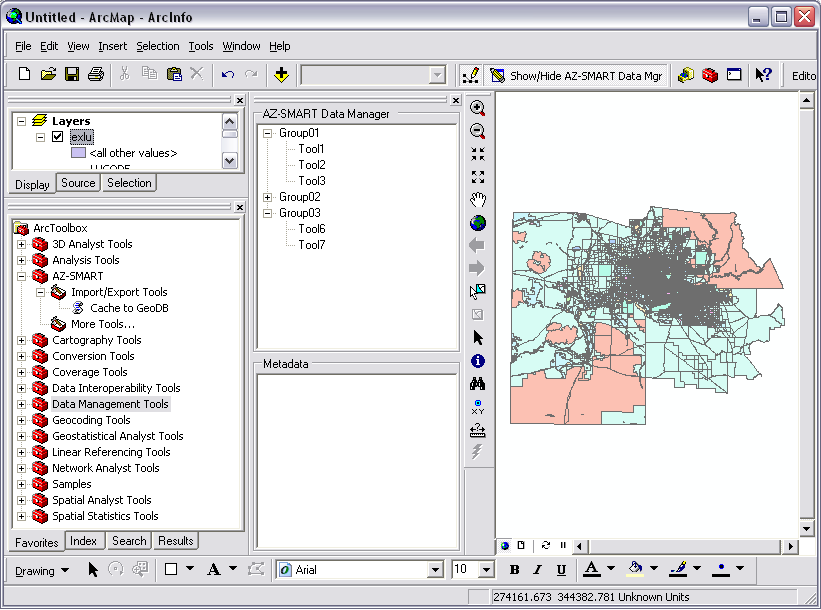 Untitled - ArcMap - ArcInfo
File Edit View Insert Selection Tools Window Help
Show/Hide AZ-SMART Data Mgr
Edito
Layers
exlu
<all other values>
Display Source Selection
ArcToolbox
3D Analyst Tools
Analysis Tools
AZ-SMART
Import/Export Tools
Cache to GeoDB
More Tools...
Cartography Tools
Conversion Tools
Coverage Tools
Data Interoperability Tools
Data Management Tools
Geocoding Tools
Geostatistical Analyst Tools
Linear Referencing Tools
Network Analyst Tools
Samples
Spatial Analyst Tools
Spatial Statistics Tools
Favorites Index Search Results
AZ-SMART Data Manager
Group01
Tool1
Tool2
Tool3
Group02
Group03
Tool6
Tool7
Metadata
XY
Drawing A Arial 10 B I U A
274161.673 344382.781 Unknown Units